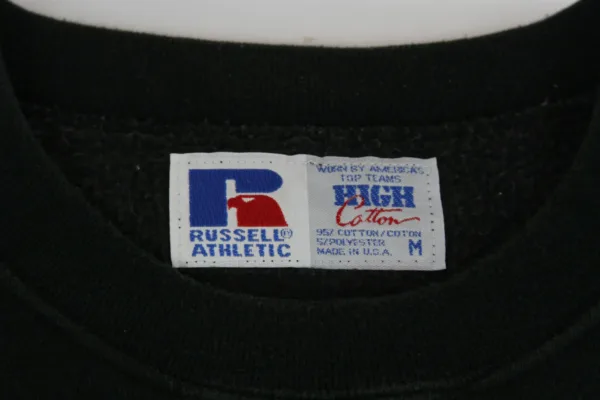 R
RUSSELL®
ATHLETIC
WORN BY AMERICA'S
TOP TEAMS
HIGH
Cotton
95/ COTTON/COTON
5/POLYESTER
MADE IN U.S.A. M